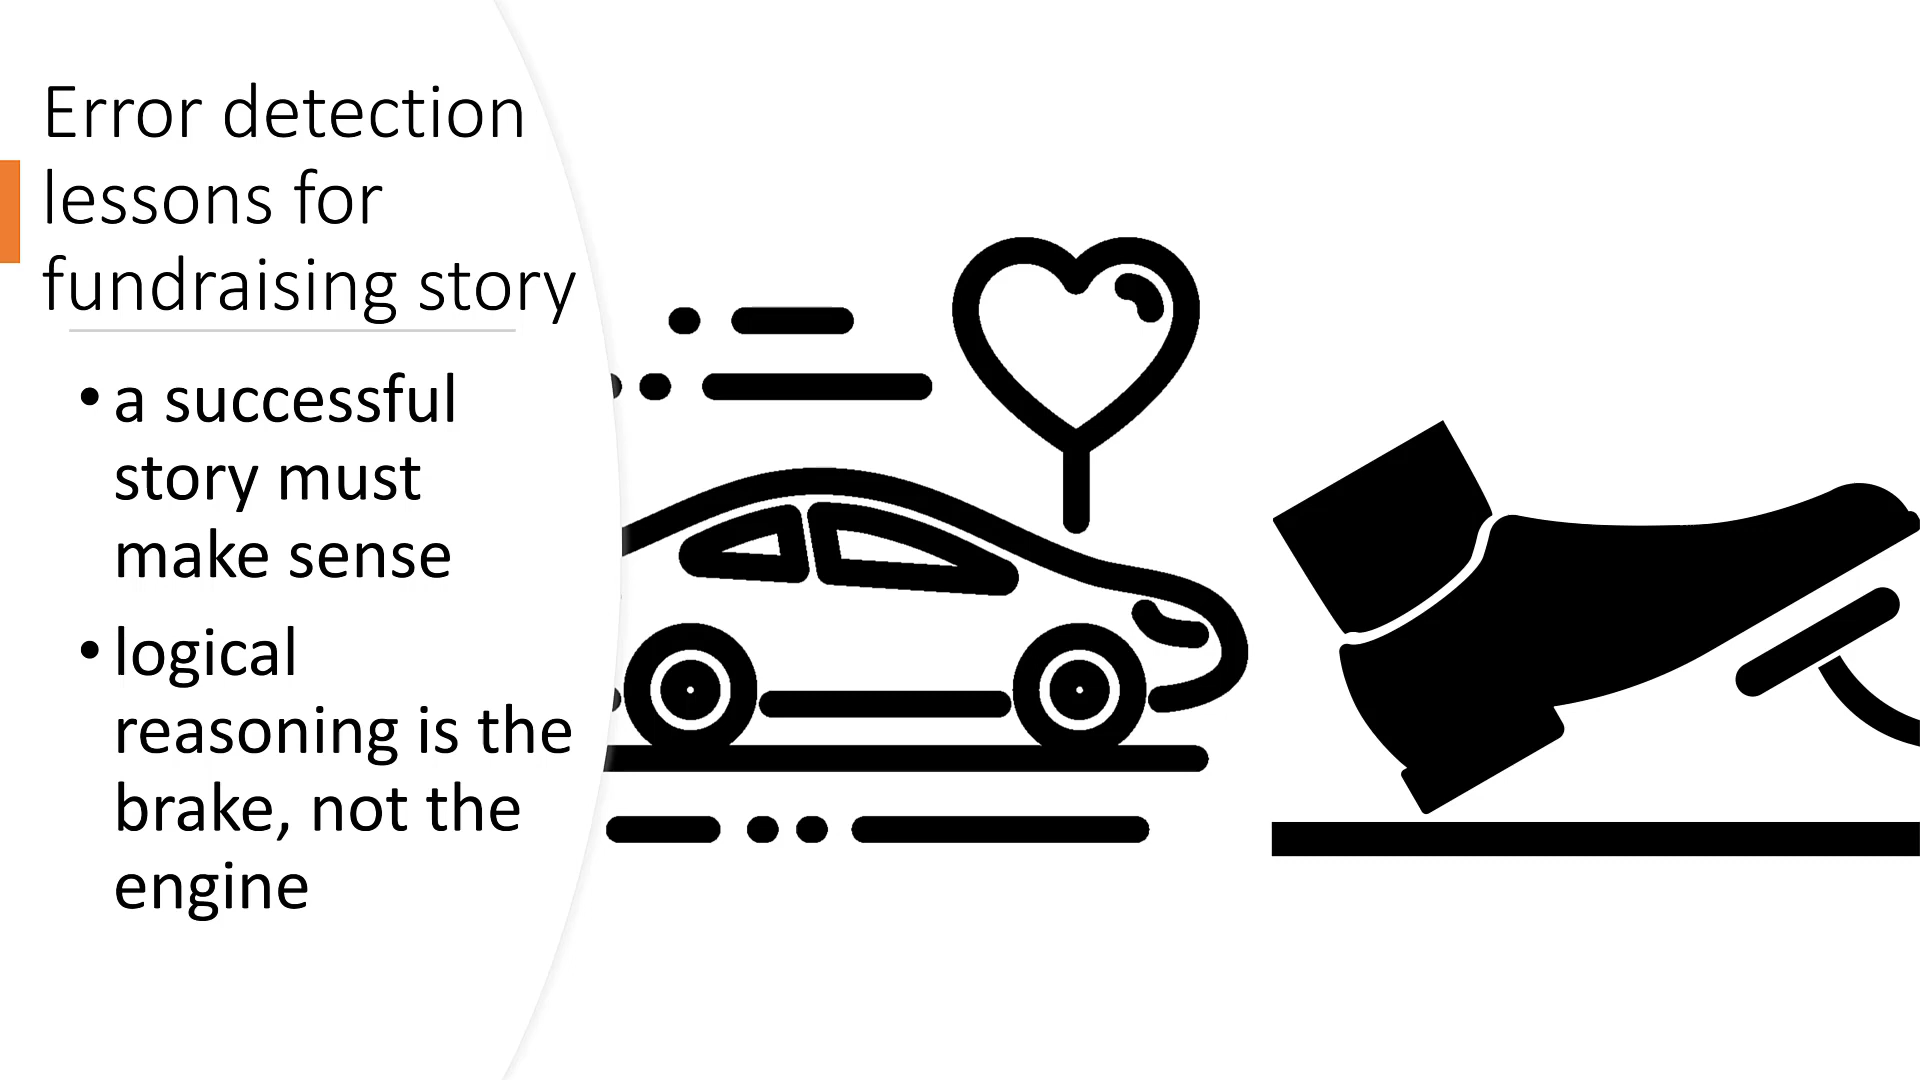 Error detection
lessons for
fundraising story
• a successful
story must
make sense
• logical
reasoning is the
brake, not the
engine